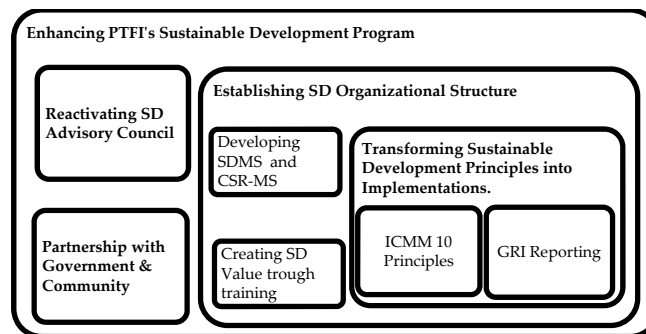 Enhancing PTFI's Sustainable Development Program
Reactivating SD
Advisory Council
Partnership with
Government &
Community
Establishing SD Organizational Structure
Developing
SDMS and
CSR-MS
Creating SD
Value trough
training
Transforming Sustainable
Development Principles into
Implementations.
ICMM 10
Principles
GRI Reporting